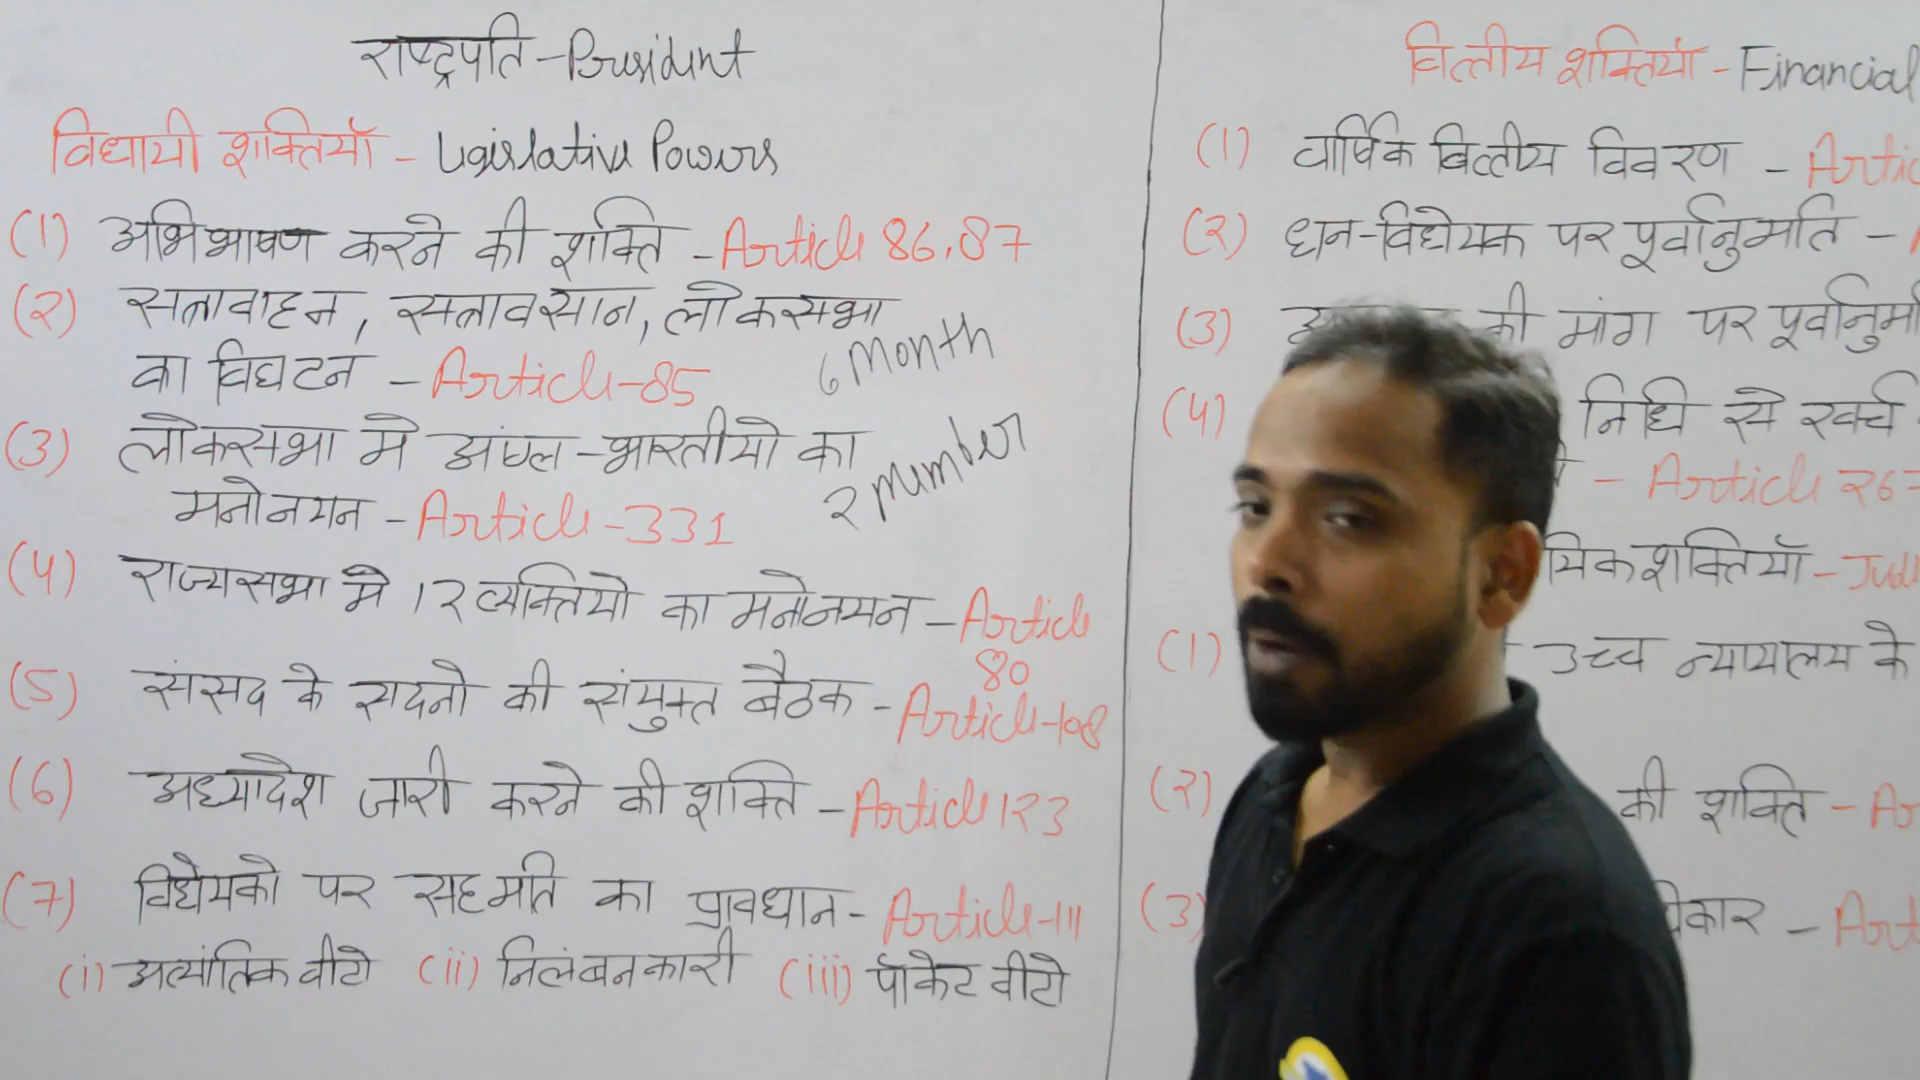 राष्ट्रपति - President
विधायी शक्तियाँ - Legislative Powers
(1) अभिभाषण करने की शक्ति - Article 86,87
(2) सत्रावाहन, सत्रावसान, लोकसभा
का विघटन - Article-85
6 Month
(3) लोकसभा मे अंग्ल-भारतीयो का
मनोनयन - Article-331
2 Member
(4) राज्यसभा मे 12 व्यक्तियो का मनोनयन - Article
80
(5) संसद के सदनो की संयुक्त बैठक - Article-108
(6) अध्यादेश जारी करने की शक्ति - Article 123
(7) विधेयको पर सहमति का प्रावधान - Article-111
(i) अत्यांतिक वीटो (ii) निलंबनकारी (iii) पॉकेट वीटो
वित्तीय शक्तियाँ - Financial
(1) वार्षिक वित्तीय विवरण -
(2) धन-विधेयक पर पूर्वानुमति -
(3) की मांग पर
(4) निधि से खर्च
- Article 267
शक्तियाँ -
(1) उच्च न्यायालय के
(2) की शक्ति -
(3) -